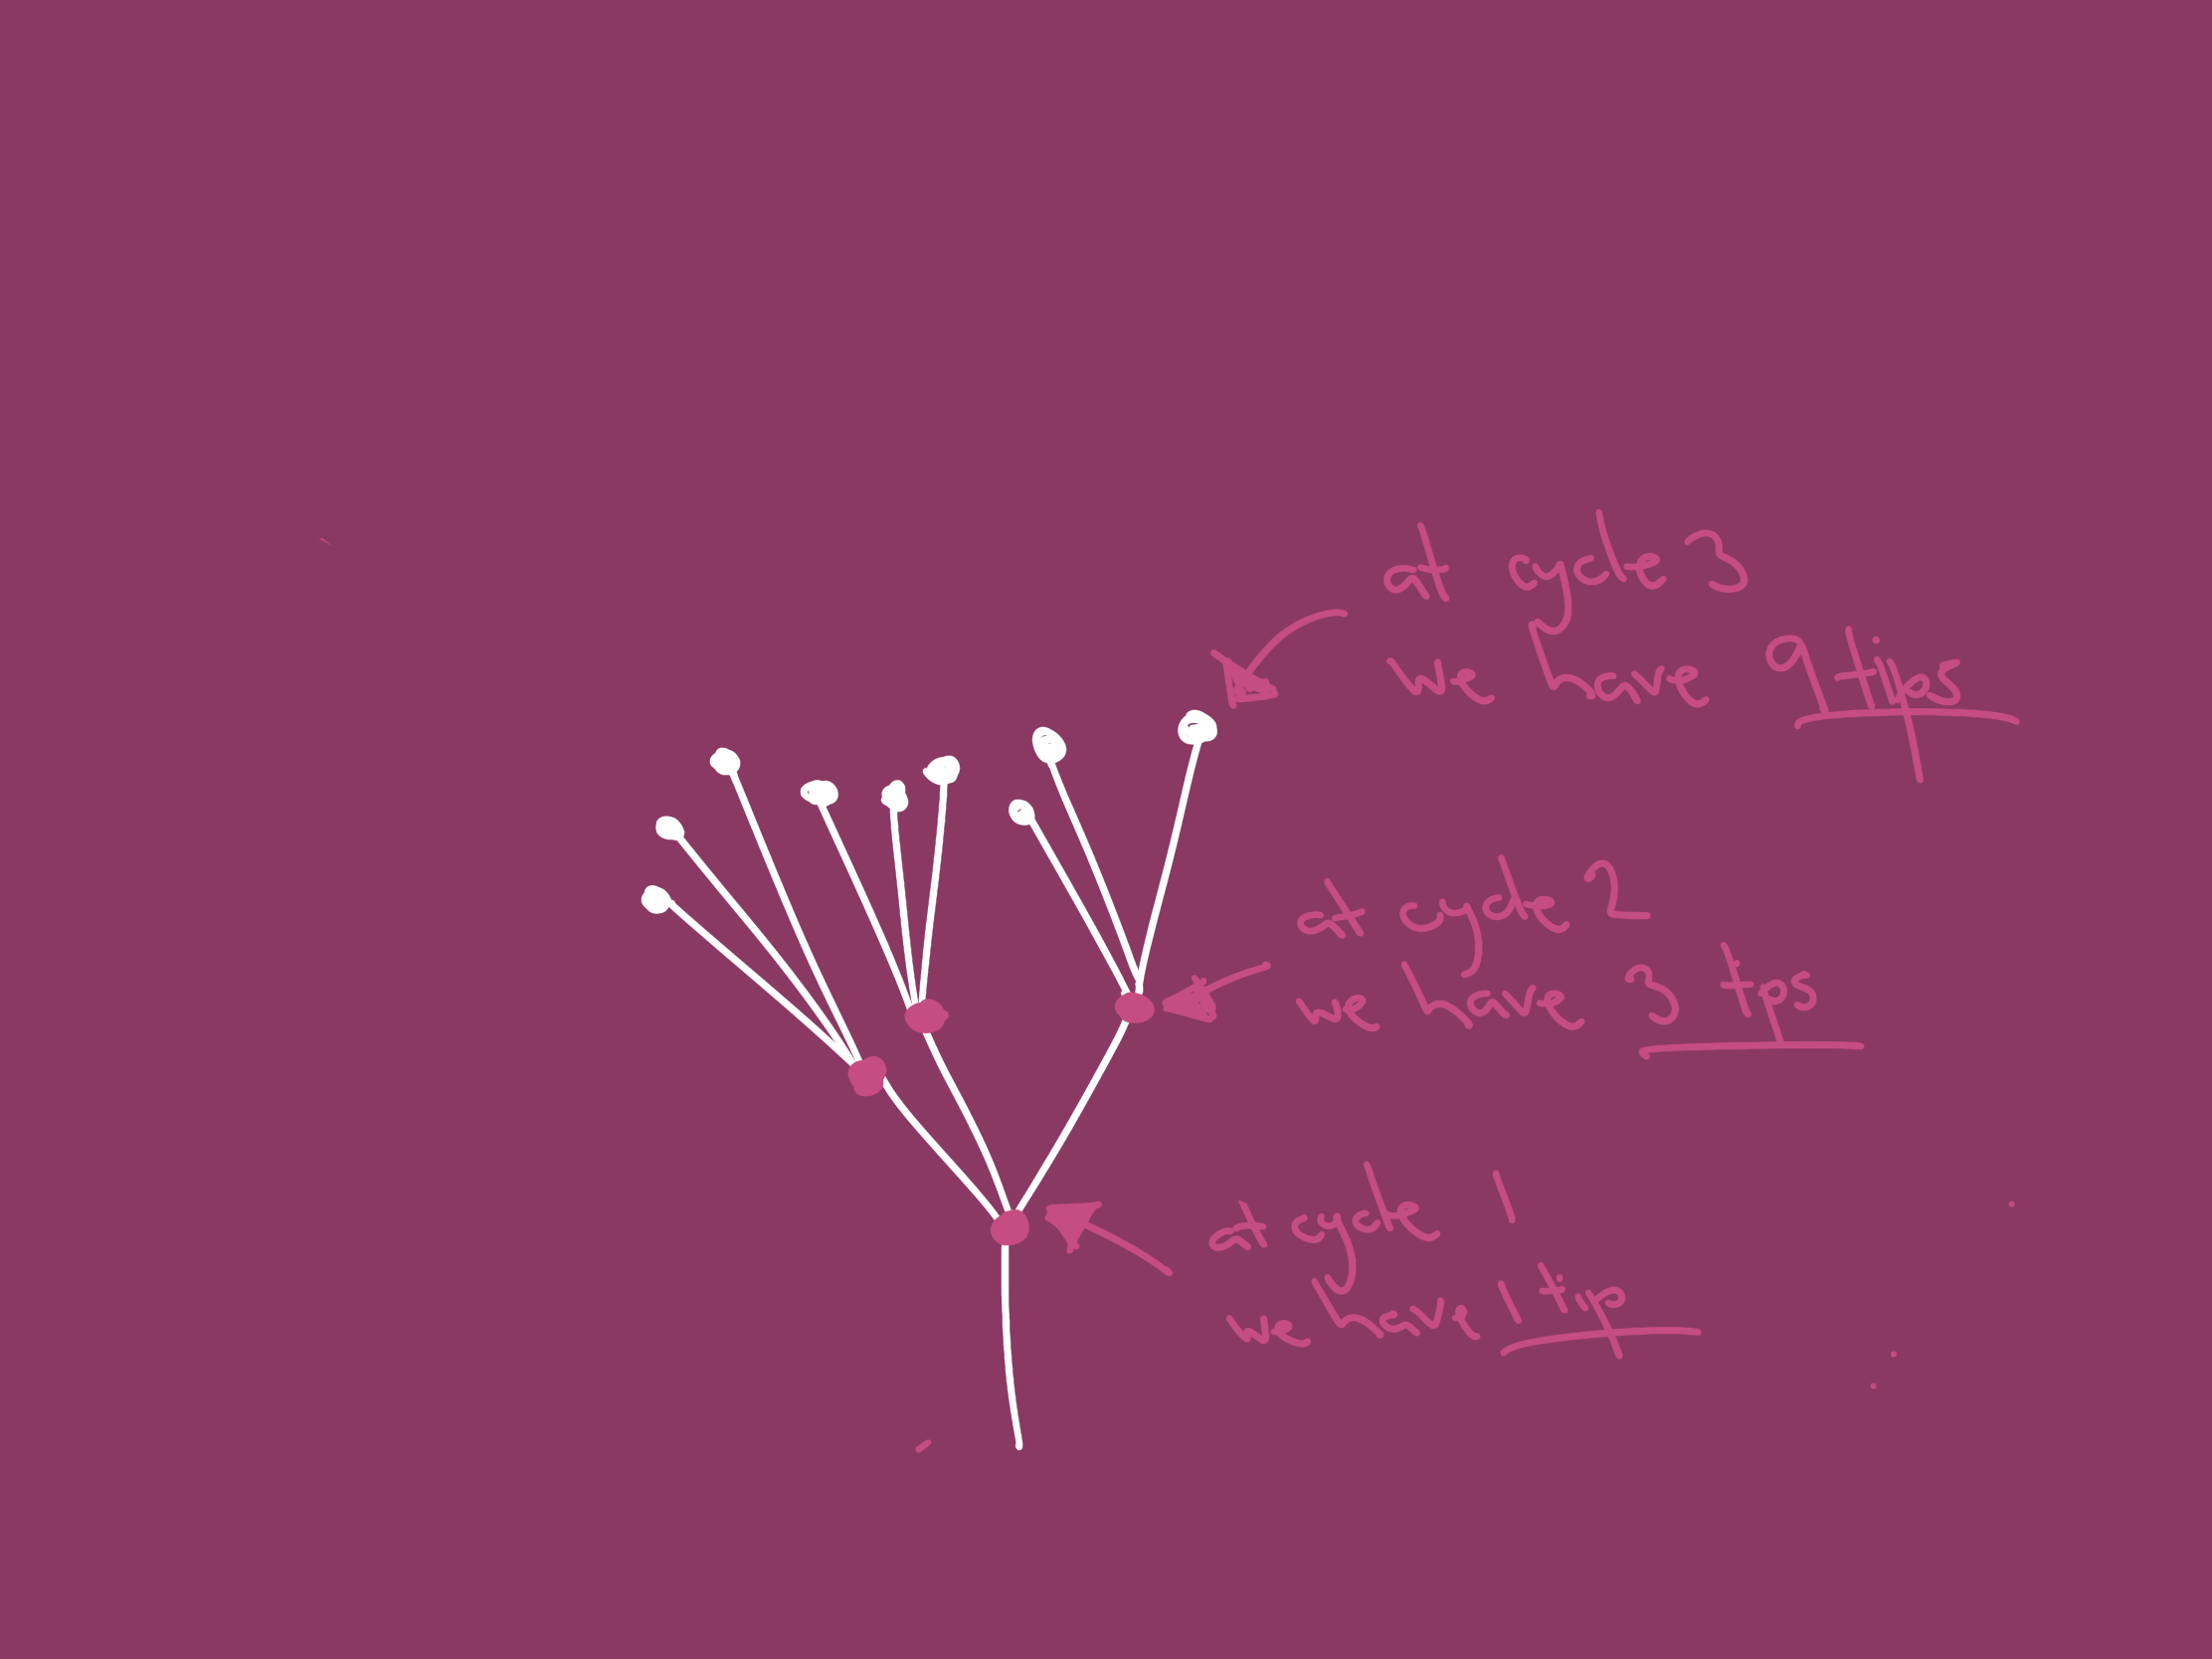 at cycle 3
we have 9 tips
at cycle 2
we have 3 tps
at cycle 1
we have 1 tip